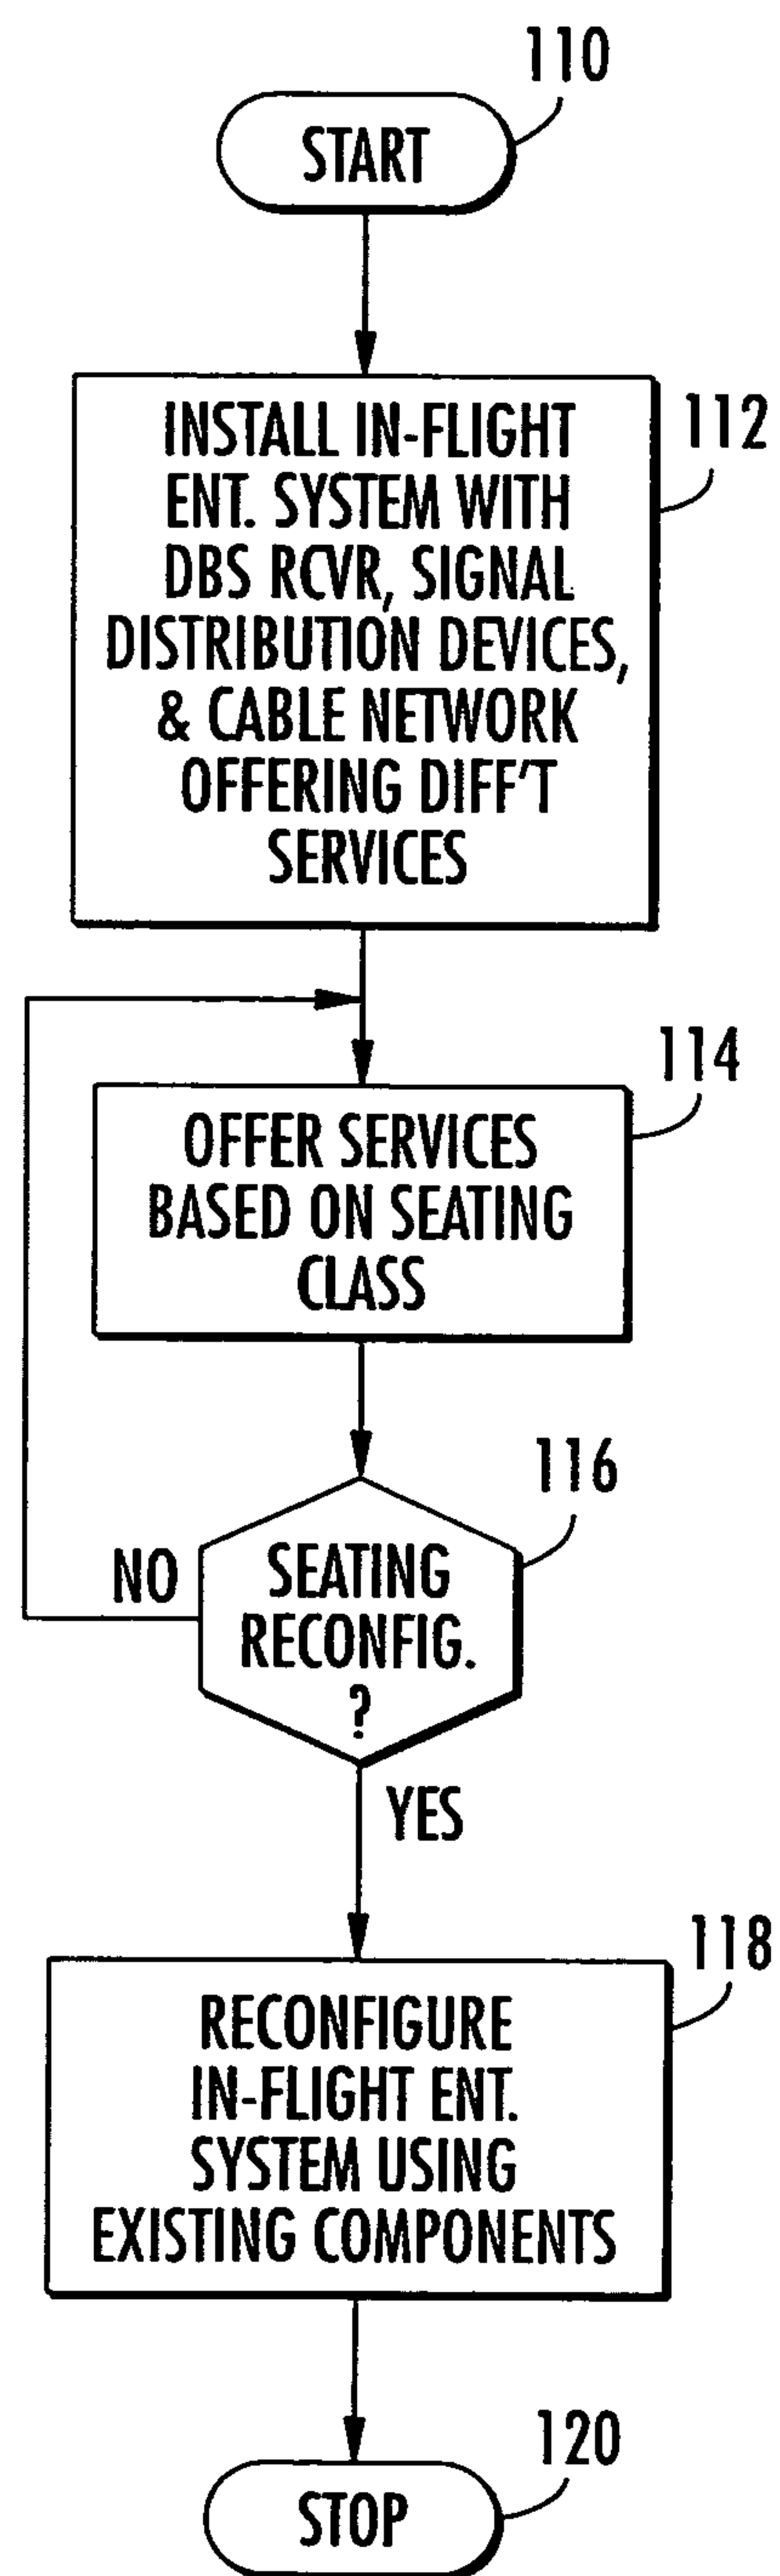 110
START
112
INSTALL IN-FLIGHT
ENT. SYSTEM WITH
DBS RCVR, SIGNAL
DISTRIBUTION DEVICES,
& CABLE NETWORK
OFFERING DIFF'T
SERVICES
114
OFFER SERVICES
BASED ON SEATING
CLASS
116
SEATING
RECONFIG.
?
NO
YES
118
RECONFIGURE
IN-FLIGHT ENT.
SYSTEM USING
EXISTING COMPONENTS
120
STOP